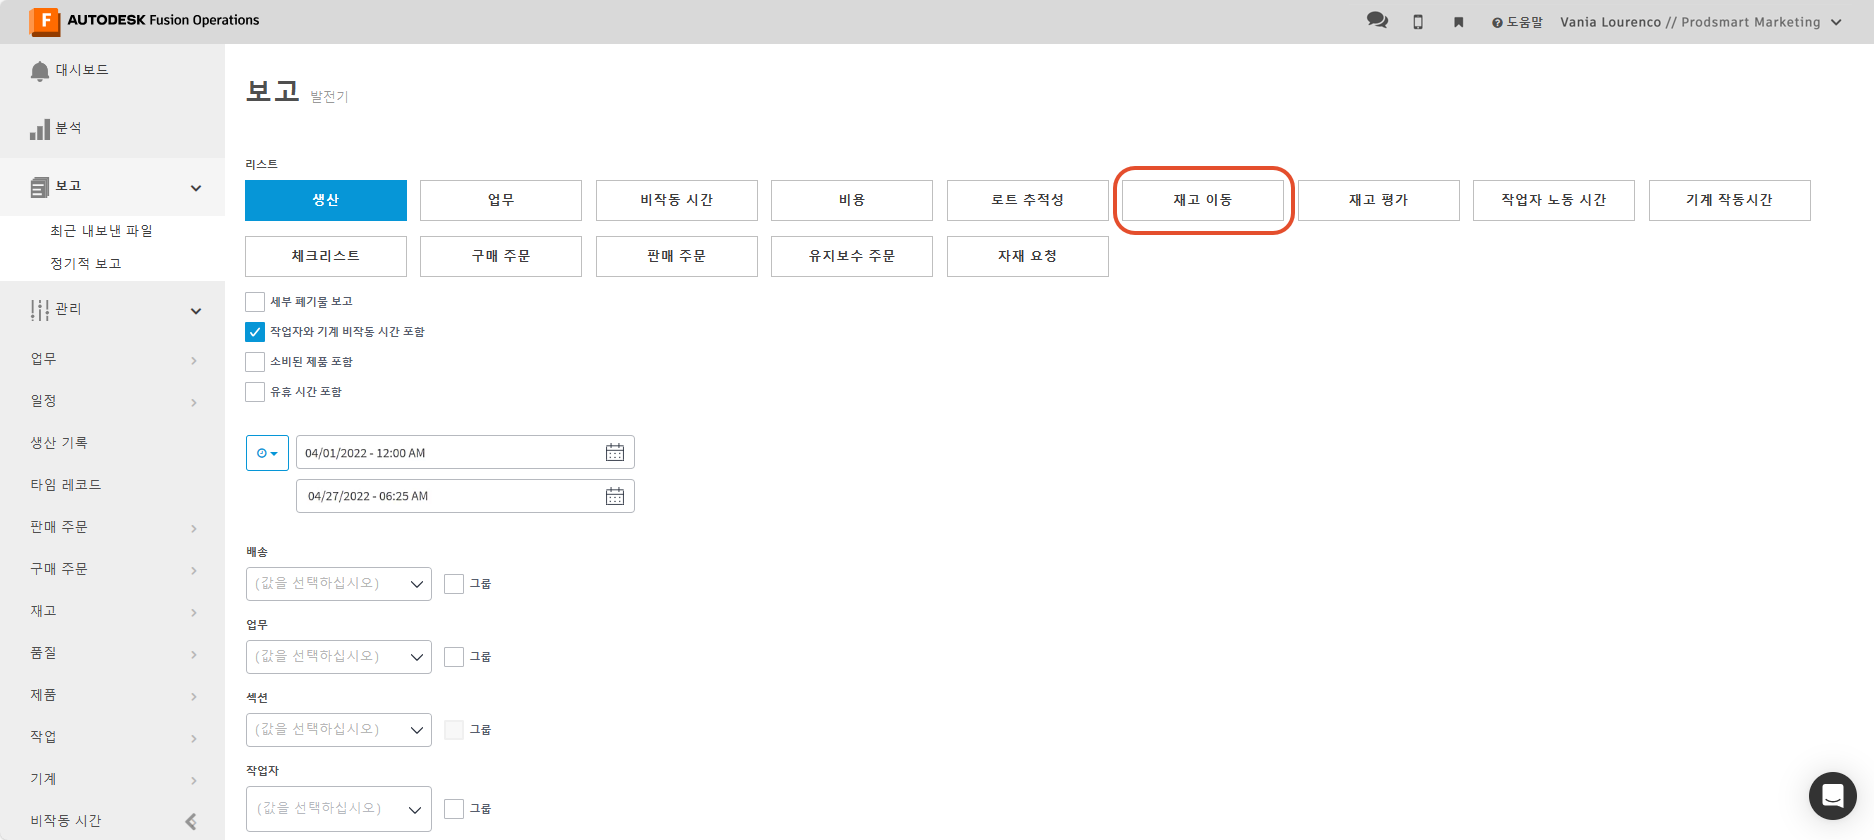 F AUTODESK Fusion Operations
도움말
Vania Lourenco // Prodsmart Marketing
대시보드
분석
보고
최근 내보낸 파일
정기적 보고
관리
업무
일정
생산 기록
타임 레코드
판매 주문
구매 주문
재고
품질
제품
작업
기계
비작동 시간
보고 발전기
리스트
생산 업무 비작동 시간 비용 로트 추적성 재고 이동 재고 평가 작업자 노동 시간 기계 작동시간
체크리스트 구매 주문 판매 주문 유지보수 주문 자재 요청
세부 폐기물 보고
작업자와 기계 비작동 시간 포함
소비된 제품 포함
유휴 시간 포함
04/01/2022 - 12:00 AM
04/27/2022 - 06:25 AM
배송
(값을 선택하십시오) 그룹
업무
(값을 선택하십시오) 그룹
섹션
(값을 선택하십시오) 그룹
작업자
(값을 선택하십시오) 그룹